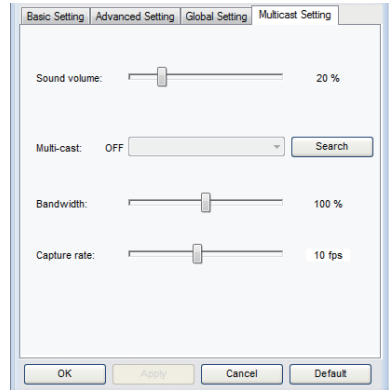 Basic Setting Advanced Setting Global Setting Multicast Setting
Sound volume: 20 %
Multi-cast: OFF Search
Bandwidth: 100 %
Capture rate: 10 fps
OK Apply Cancel Default